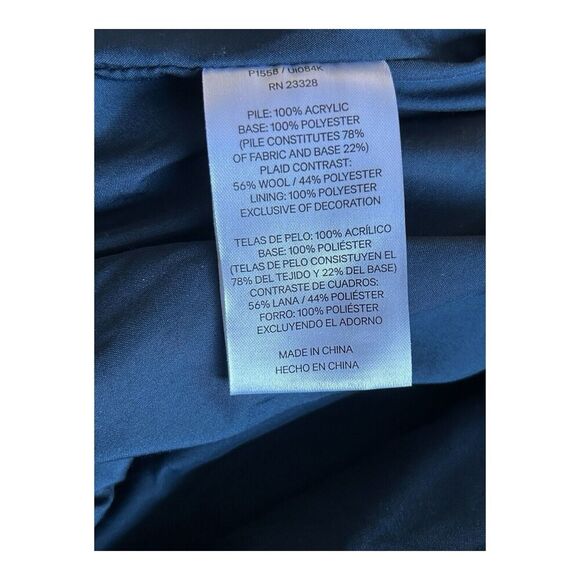 P1558 / UI084K
RN 23328
PILE: 100% ACRYLIC
BASE: 100% POLYESTER
(PILE CONSTITUTES 78%
OF FABRIC AND BASE 22%)
PLAID CONTRAST:
56% WOOL / 44% POLYESTER
LINING: 100% POLYESTER
EXCLUSIVE OF DECORATION
TELAS DE PELO: 100% ACRÍLICO
BASE: 100% POLIÉSTER
(TELAS DE PELO CONSISTUYEN EL
78% DEL TEJIDO Y 22% DEL BASE)
CONTRASTE DE CUADROS:
56% LANA / 44% POLIÉSTER
FORRO: 100% POLIÉSTER
EXCLUYENDO EL ADORNO
MADE IN CHINA
HECHO EN CHINA